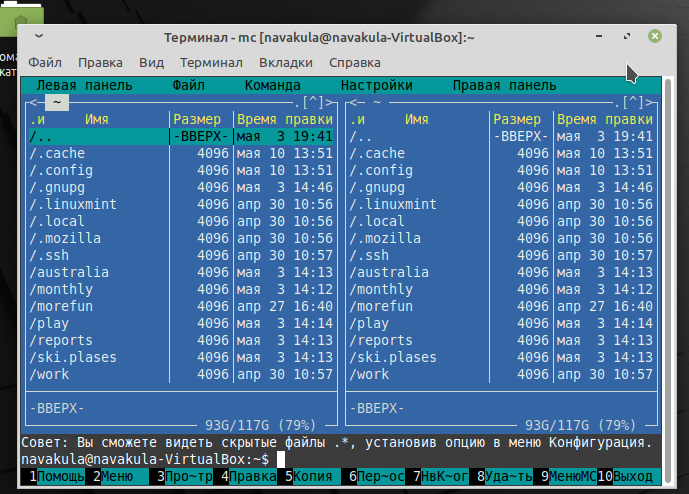 ома
кат
Терминал - mc [navakula@navakula-VirtualBox]:~
Файл Правка Вид Терминал Вкладки Справка
Левая панель Файл Команда Настройки Правая панель
<─ ~ ─.[^]> <─ ~ ─.[^]>
.и Имя Размер Время правки .и Имя Размер Время правки
/.. -ВВЕРХ- мая 3 19:41 /.. -ВВЕРХ- мая 3 19:41
/.cache 4096 мая 10 13:51 /.cache 4096 мая 10 13:51
/.config 4096 мая 10 13:51 /.config 4096 мая 10 13:51
/.gnupg 4096 мая 3 14:46 /.gnupg 4096 мая 3 14:46
/.linuxmint 4096 апр 30 10:56 /.linuxmint 4096 апр 30 10:56
/.local 4096 апр 30 10:56 /.local 4096 апр 30 10:56
/.mozilla 4096 апр 30 10:56 /.mozilla 4096 апр 30 10:56
/.ssh 4096 апр 30 10:57 /.ssh 4096 апр 30 10:57
/australia 4096 мая 3 14:13 /australia 4096 мая 3 14:13
/monthly 4096 мая 3 14:12 /monthly 4096 мая 3 14:12
/morefun 4096 апр 27 16:40 /morefun 4096 апр 27 16:40
/play 4096 мая 3 14:14 /play 4096 мая 3 14:14
/reports 4096 мая 3 14:13 /reports 4096 мая 3 14:13
/ski.plases 4096 мая 3 14:13 /ski.plases 4096 мая 3 14:13
/work 4096 апр 30 10:57 /work 4096 апр 30 10:57
-ВВЕРХ- -ВВЕРХ-
93G/117G (79%) 93G/117G (79%)
Совет: Вы сможете видеть скрытые файлы .*, установив опцию в меню Конфигурация.
navakula@navakula-VirtualBox:~$
1Помощь 2Меню 3Про~тр 4Правка 5Копия 6Пер~ос 7НвК~ог 8Уда~ть 9МенюMC 10Выход